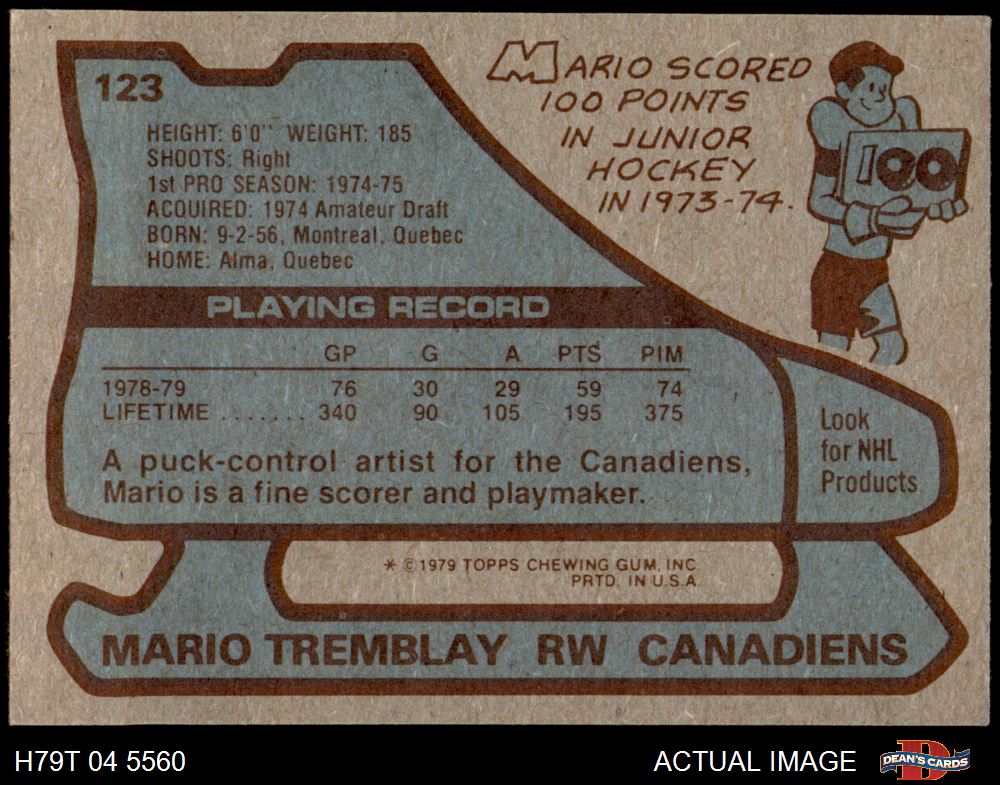 123
HEIGHT: 6'0" WEIGHT: 185
SHOOTS: Right
1st PRO SEASON: 1974-75
ACQUIRED: 1974 Amateur Draft
BORN: 9-2-56, Montreal, Quebec
HOME: Alma, Quebec
MARIO SCORED
100 POINTS
IN JUNIOR
HOCKEY
IN 1973-74.
100
PLAYING RECORD
GP G A PTS PIM
1978-79 76 30 29 59 74
LIFETIME ....... 340 90 105 195 375
A puck-control artist for the Canadiens,
Mario is a fine scorer and playmaker.
Look
for NHL
Products
* ©1979 TOPPS CHEWING GUM, INC.
PRTD. IN U.S.A.
MARIO TREMBLAY RW CANADIENS
H79T 04 5560
ACTUAL IMAGE
D
DEAN'S CARDS